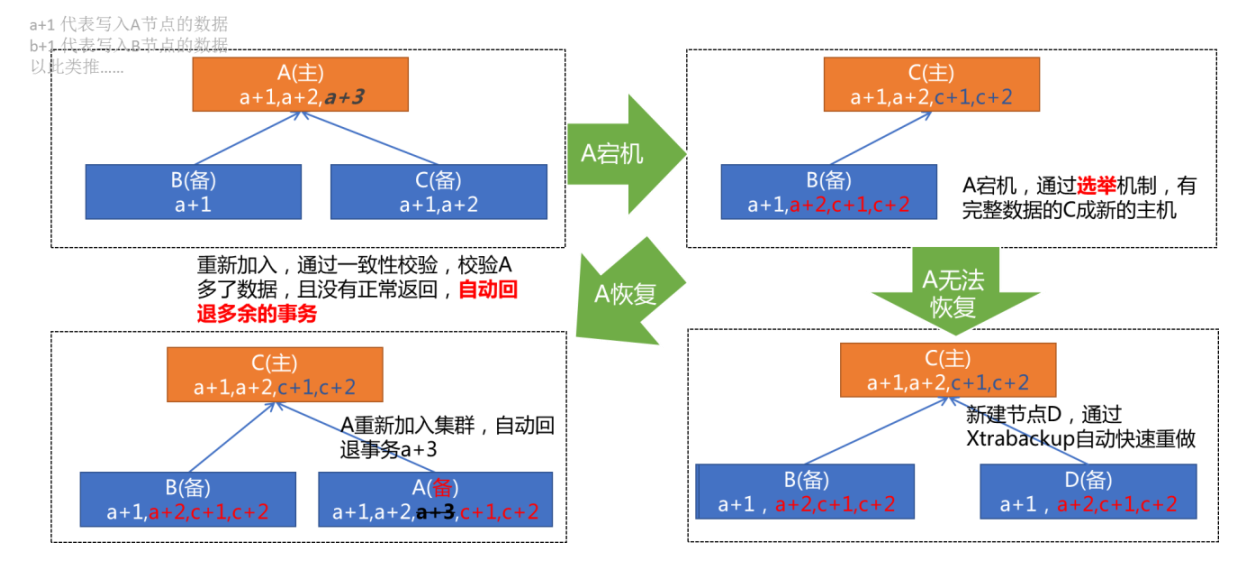 a+1 代表写入A节点的数据
b+1 代表写入B节点的数据
以此类推……
A(主)
a+1,a+2,a+3
B(备)
a+1
C(备)
a+1,a+2
A宕机
C(主)
a+1,a+2,c+1,c+2
B(备)
a+1,a+2,c+1,c+2
A宕机，通过选举机制，有
完整数据的C成新的主机
重新加入，通过一致性校验，校验A
多了数据，且没有正常返回，自动回
退多余的事务
A恢复
A无法
恢复
C(主)
a+1,a+2,c+1,c+2
A重新加入集群，自动回
退事务a+3
B(备)
a+1,a+2,c+1,c+2
A(备)
a+1,a+2,a+3,c+1,c+2
C(主)
a+1,a+2,c+1,c+2
新建节点D，通过
Xtrabackup自动快速重做
B(备)
a+1，a+2,c+1,c+2
D(备)
a+1，a+2,c+1,c+2